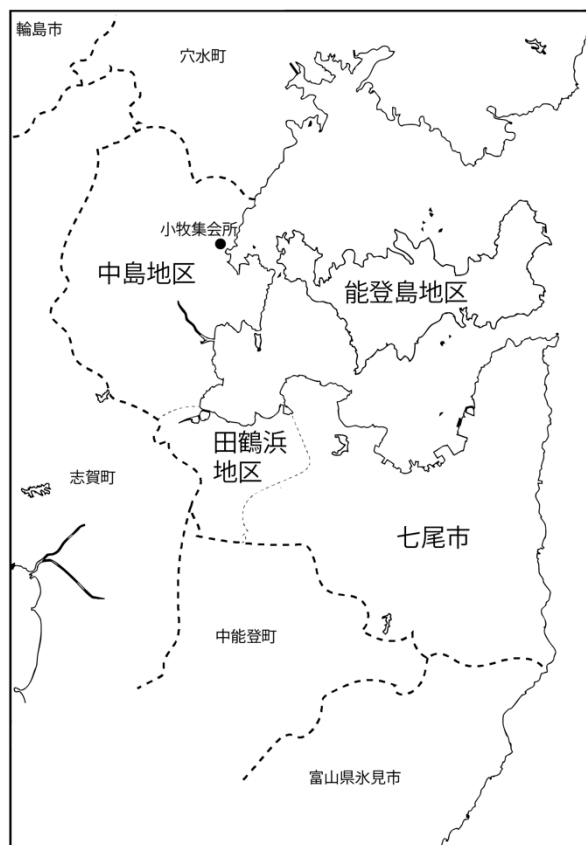 輪島市
穴水町
小牧集会所
中島地区
能登島地区
田鶴浜
地区
志賀町
七尾市
中能登町
富山県氷見市